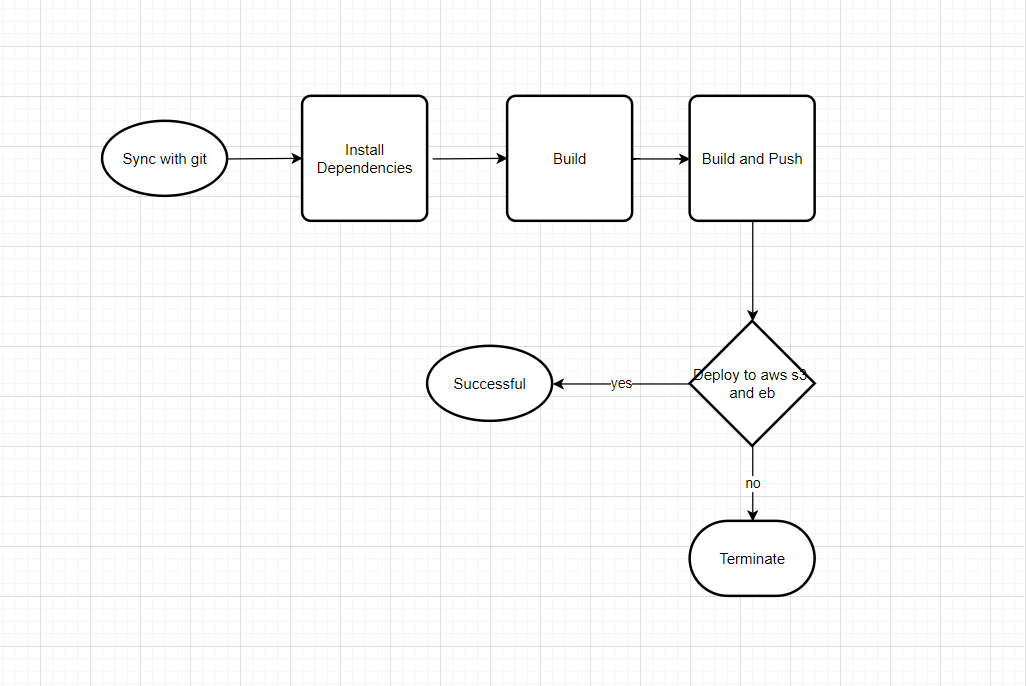 Sync with git
Install
Dependencies
Build
Build and Push
Deploy to aws s3
and eb
yes
Successful
no
Terminate